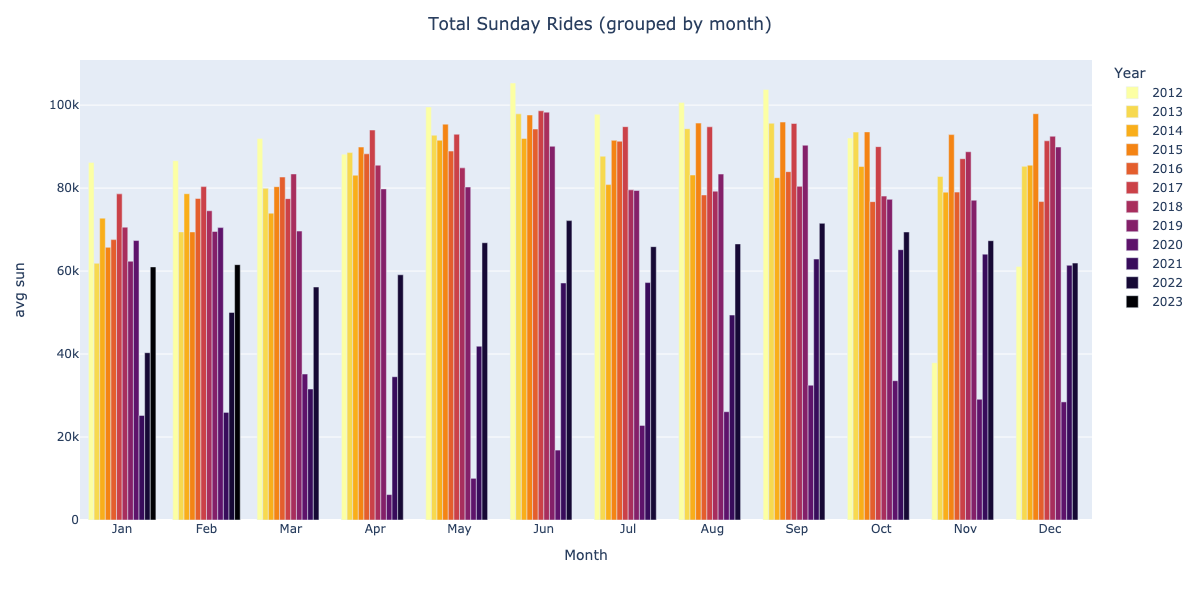 Total Sunday Rides (grouped by month)
avg sun
100k
80k
60k
40k
20k
0
Jan Feb Mar Apr May Jun Jul Aug Sep Oct Nov Dec
Month
Year
2012
2013
2014
2015
2016
2017
2018
2019
2020
2021
2022
2023